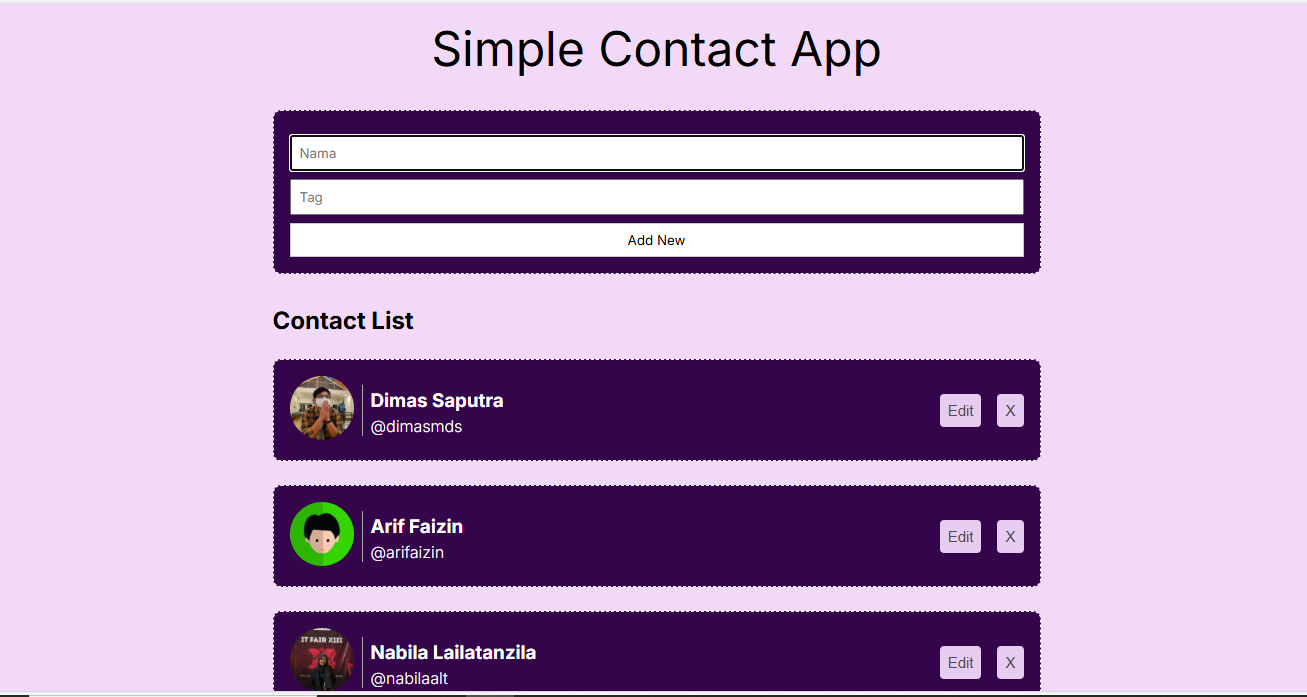 Simple Contact App
Nama
Tag
Add New
Contact List
Dimas Saputra
@dimasmds
Edit X
Arif Faizin
@arifaizin
Edit X
IT FAIR XIII
Nabila Lailatanzila
@nabilaalt
Edit X